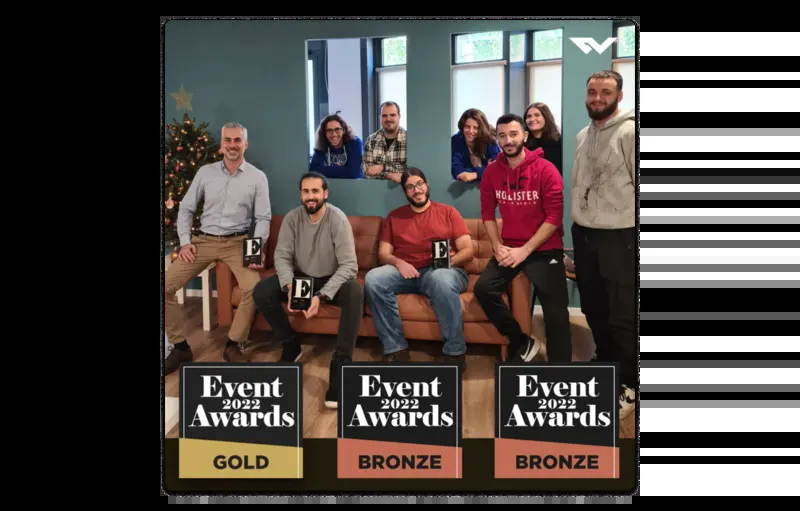 E
E
E
HOLLISTER
Event
2022
Awards
GOLD
Event
2022
Awards
BRONZE
Event
2022
Awards
BRONZE